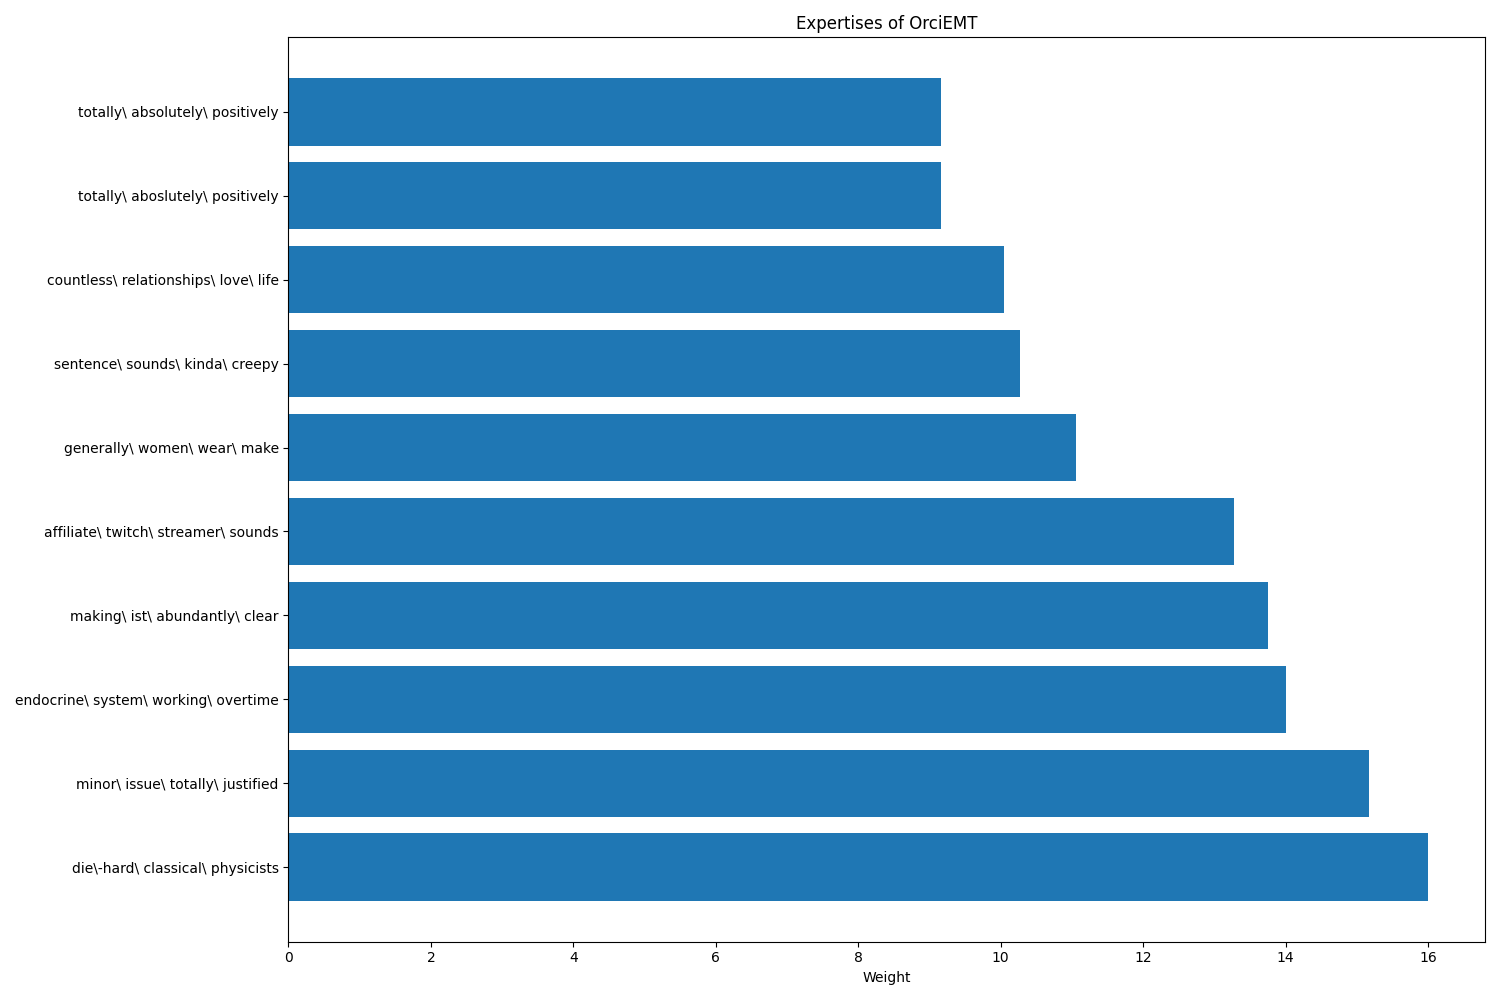 Expertises of OrciEMT
totally\ absolutely\ positively
totally\ aboslutely\ positively
countless\ relationships\ love\ life
sentence\ sounds\ kinda\ creepy
generally\ women\ wear\ make
affiliate\ twitch\ streamer\ sounds
making\ ist\ abundantly\ clear
endocrine\ system\ working\ overtime
minor\ issue\ totally\ justified
die\-hard\ classical\ physicists
0 2 4 6 8 10 12 14 16
Weight